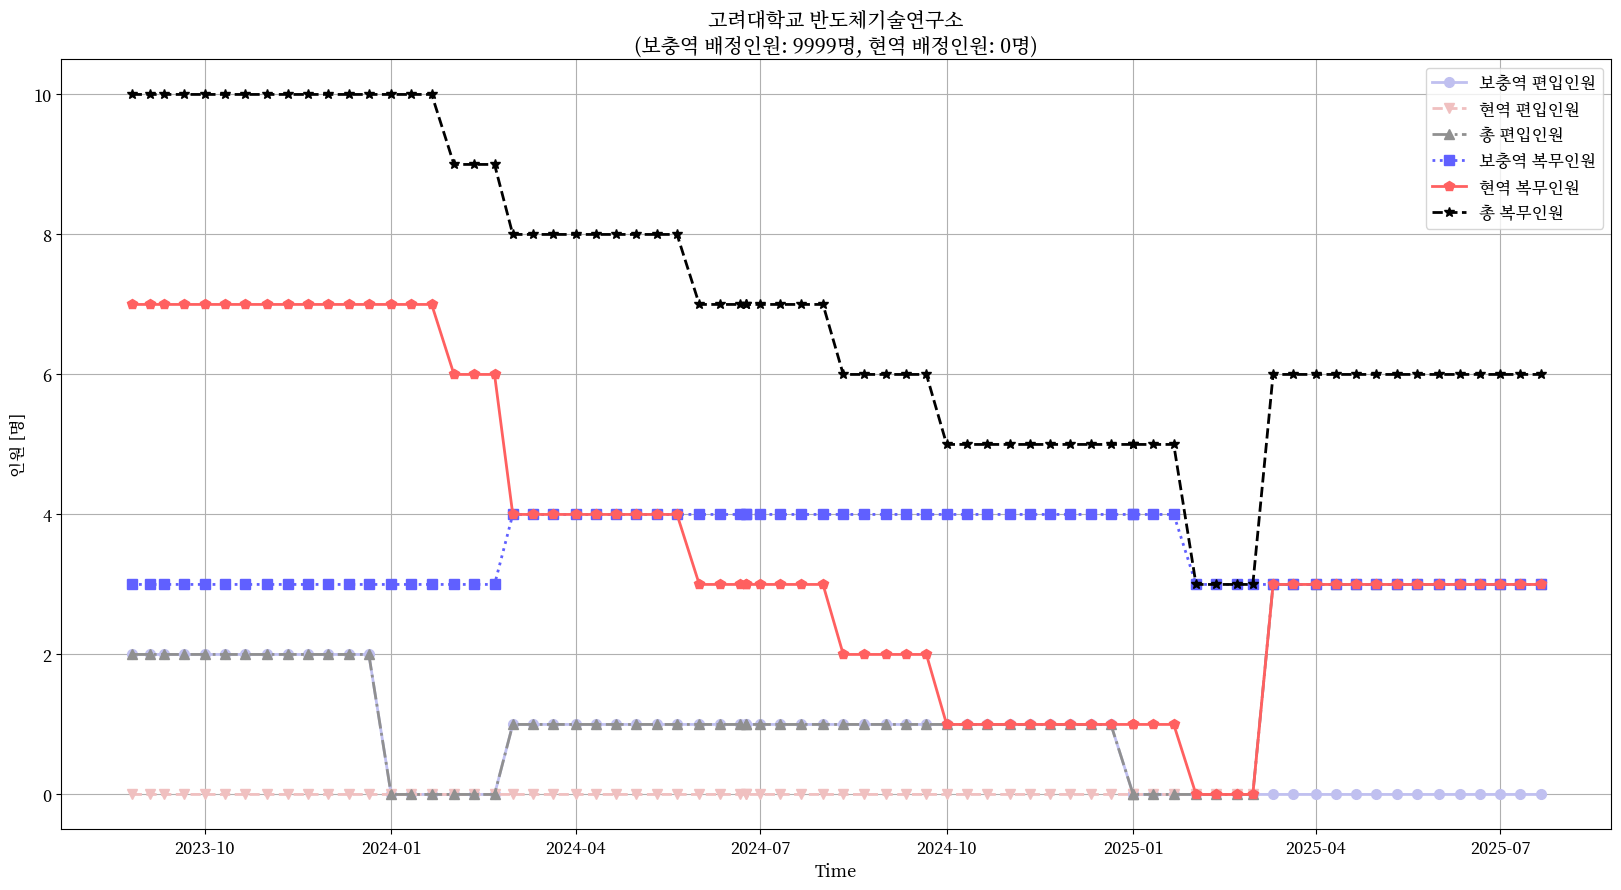 고려대학교 반도체기술연구소
(보충역 배정인원: 9999명, 현역 배정인원: 0명)
10
8
6
4
2
0
인원 [명]
보충역 편입인원
현역 편입인원
총 편입인원
보충역 복무인원
현역 복무인원
총 복무인원
2023-10
2024-01
2024-04
2024-07
2024-10
2025-01
2025-04
2025-07
Time